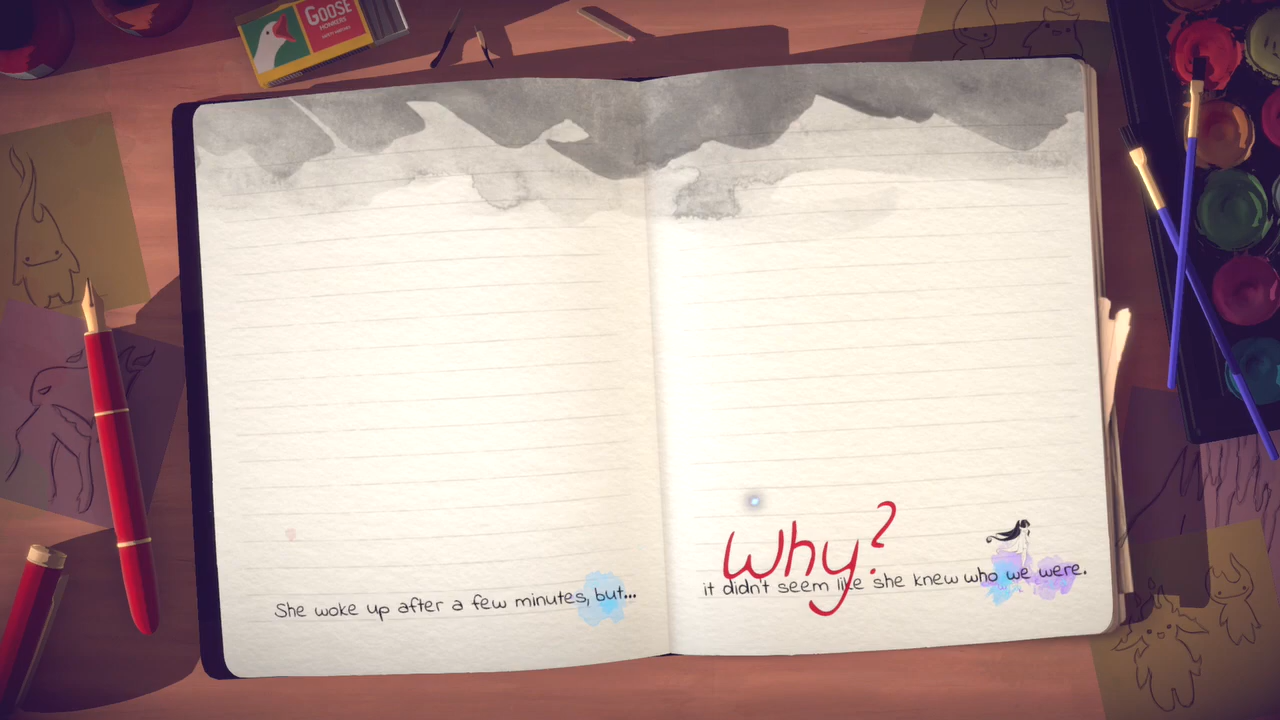 GOOSE
She woke up after a few minutes, but...
Why?
it didn't seem like she knew who we were.